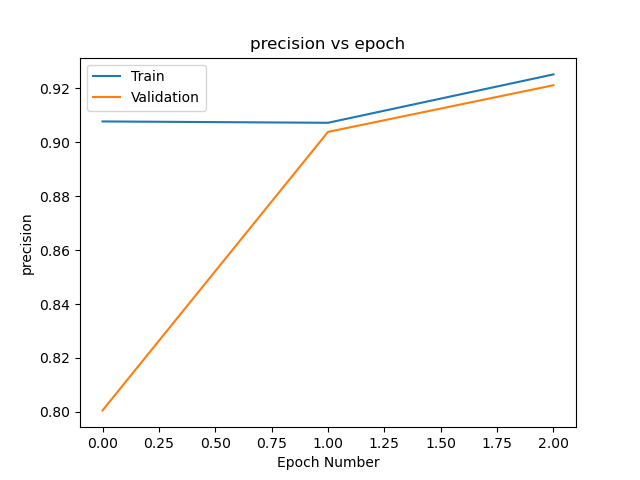 precision vs epoch
Train
Validation
0.92
0.90
0.88
0.86
0.84
0.82
0.80
precision
0.00 0.25 0.50 0.75 1.00 1.25 1.50 1.75 2.00
Epoch Number